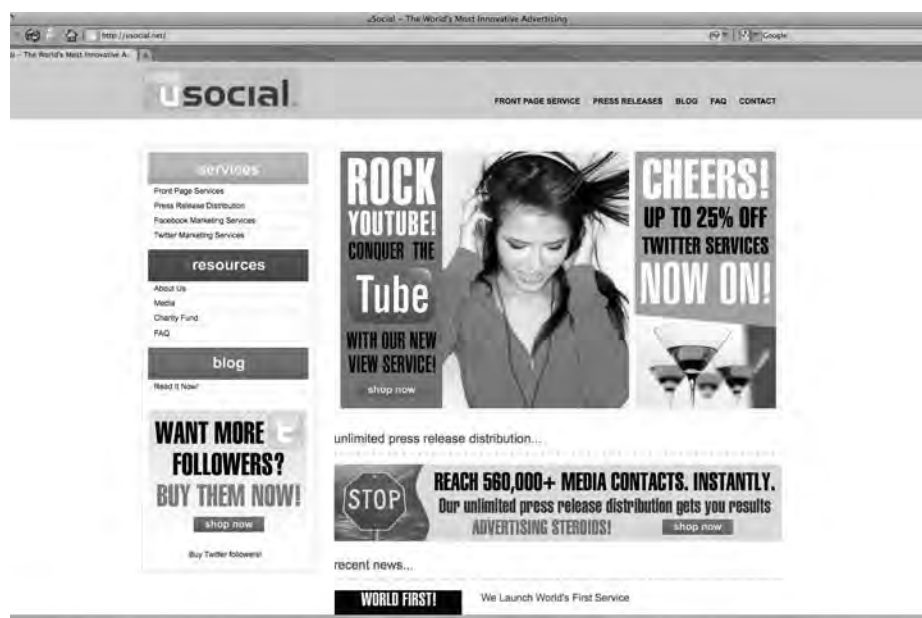 uSocial – The World's Most Innovative Advertising
http://usocial.net/
Google
al – The World's Most Innovative A..
usocial.
FRONT PAGE SERVICE PRESS RELEASES BLOG FAQ CONTACT
services
Front Page Services
Press Release Distribution
Facebook Marketing Services
Twitter Marketing Services
resources
About Us
Media
Charity Fund
FAQ
blog
Read It Now!
WANT MORE t
FOLLOWERS?
BUY THEM NOW!
shop now
Buy Twitter followers!
ROCK
YOUTUBE!
CONQUER THE
Tube
WITH OUR NEW
VIEW SERVICE!
shop now
CHEERS!
UP TO 25% OFF
TWITTER SERVICES
NOW ON!
unlimited press release distribution...
STOP
REACH 560,000+ MEDIA CONTACTS. INSTANTLY.
Our unlimited press release distribution gets you results
ADVERTISING STEROIDS! shop now
recent news...
WORLD FIRST!
We Launch World's First Service